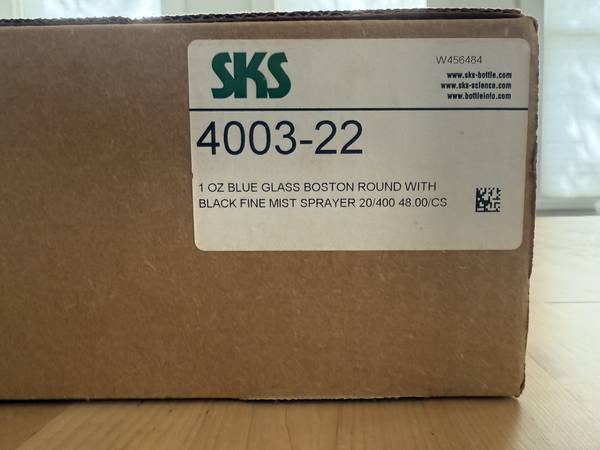 SKS
W456484
www.sks-bottle.com
www.sks-science.com
www.bottleinfo.com
4003-22
1 OZ BLUE GLASS BOSTON ROUND WITH
BLACK FINE MIST SPRAYER 20/400 48.00/CS